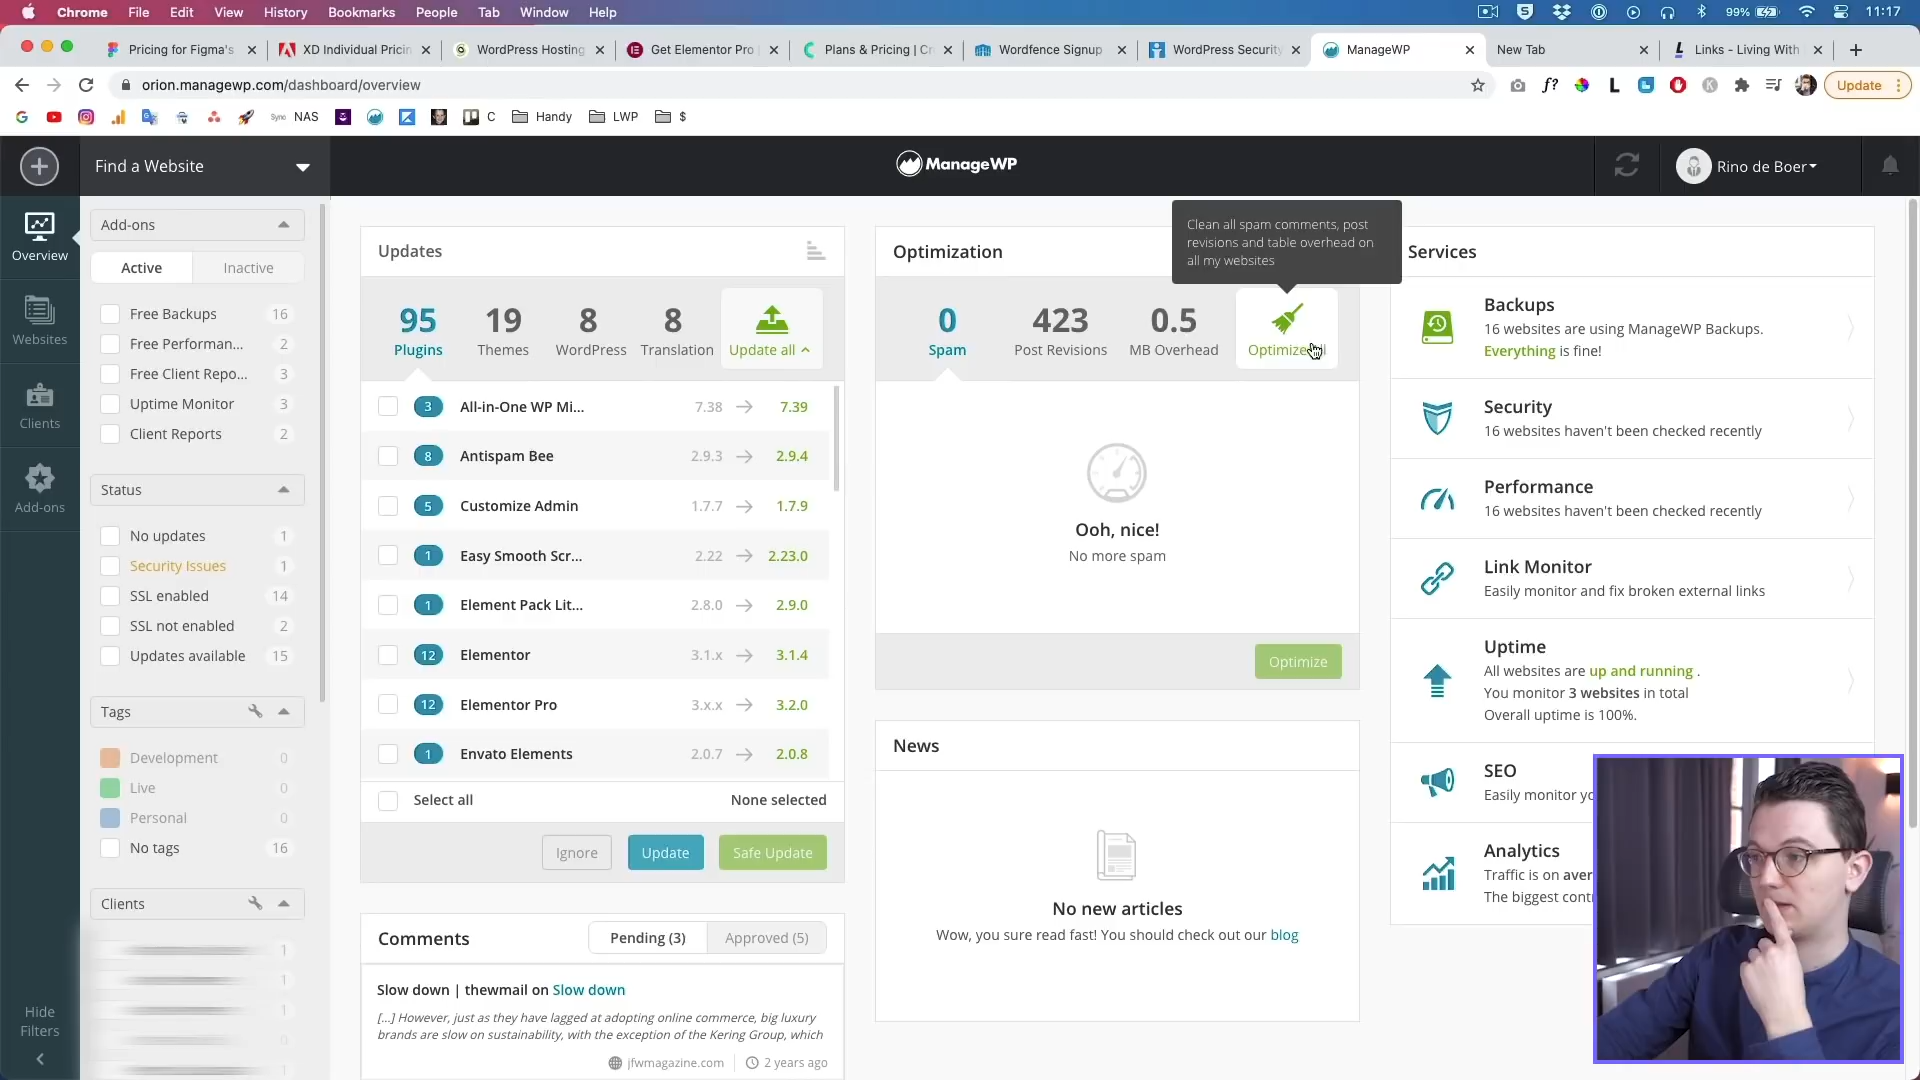 Chrome File Edit View History Bookmarks People Tab Window Help
99% 11:17
Pricing for Figma's
XD Individual Pricin
WordPress Hosting
Get Elementor Pro |
Plans & Pricing | Cr
Wordfence Signup
WordPress Security
ManageWP
New Tab
Links - Living With
orion.managewp.com/dashboard/overview
Update
NAS C Handy LWP $
Find a Website
ManageWP
Rino de Boer
Overview
Websites
Clients
Add-ons
Hide
Filters
Add-ons
Active Inactive
Free Backups 16
Free Performan... 2
Free Client Repo... 3
Uptime Monitor 3
Client Reports 2
Status
No updates 1
Security Issues 1
SSL enabled 14
SSL not enabled 2
Updates available 15
Tags
Development 0
Live 0
Personal 0
No tags 16
Clients
1
1
1
0
1
Updates
95 19 8 8
Plugins Themes WordPress Translation Update all
3 All-in-One WP Mi... 7.38 → 7.39
8 Antispam Bee 2.9.3 → 2.9.4
5 Customize Admin 1.7.7 → 1.7.9
1 Easy Smooth Scr... 2.22 → 2.23.0
1 Element Pack Lit... 2.8.0 → 2.9.0
12 Elementor 3.1.x → 3.1.4
12 Elementor Pro 3.x.x → 3.2.0
1 Envato Elements 2.0.7 → 2.0.8
Select all None selected
Ignore Update Safe Update
Comments Pending (3) Approved (5)
Slow down | thewmail on Slow down
[...] However, just as they have lagged at adopting online commerce, big luxury
brands are slow on sustainability, with the exception of the Kering Group, which
jfwmagazine.com 2 years ago
Optimization
Clean all spam comments, post
revisions and table overhead on
all my websites
0 423 0.5
Spam Post Revisions MB Overhead Optimize
Ooh, nice!
No more spam
Optimize
News
No new articles
Wow, you sure read fast! You should check out our blog
Services
Backups
16 websites are using ManageWP Backups.
Everything is fine!
Security
16 websites haven't been checked recently
Performance
16 websites haven't been checked recently
Link Monitor
Easily monitor and fix broken external links
Uptime
All websites are up and running .
You monitor 3 websites in total
Overall uptime is 100%.
SEO
Easily monitor yo
Analytics
Traffic is on aver
The biggest cont